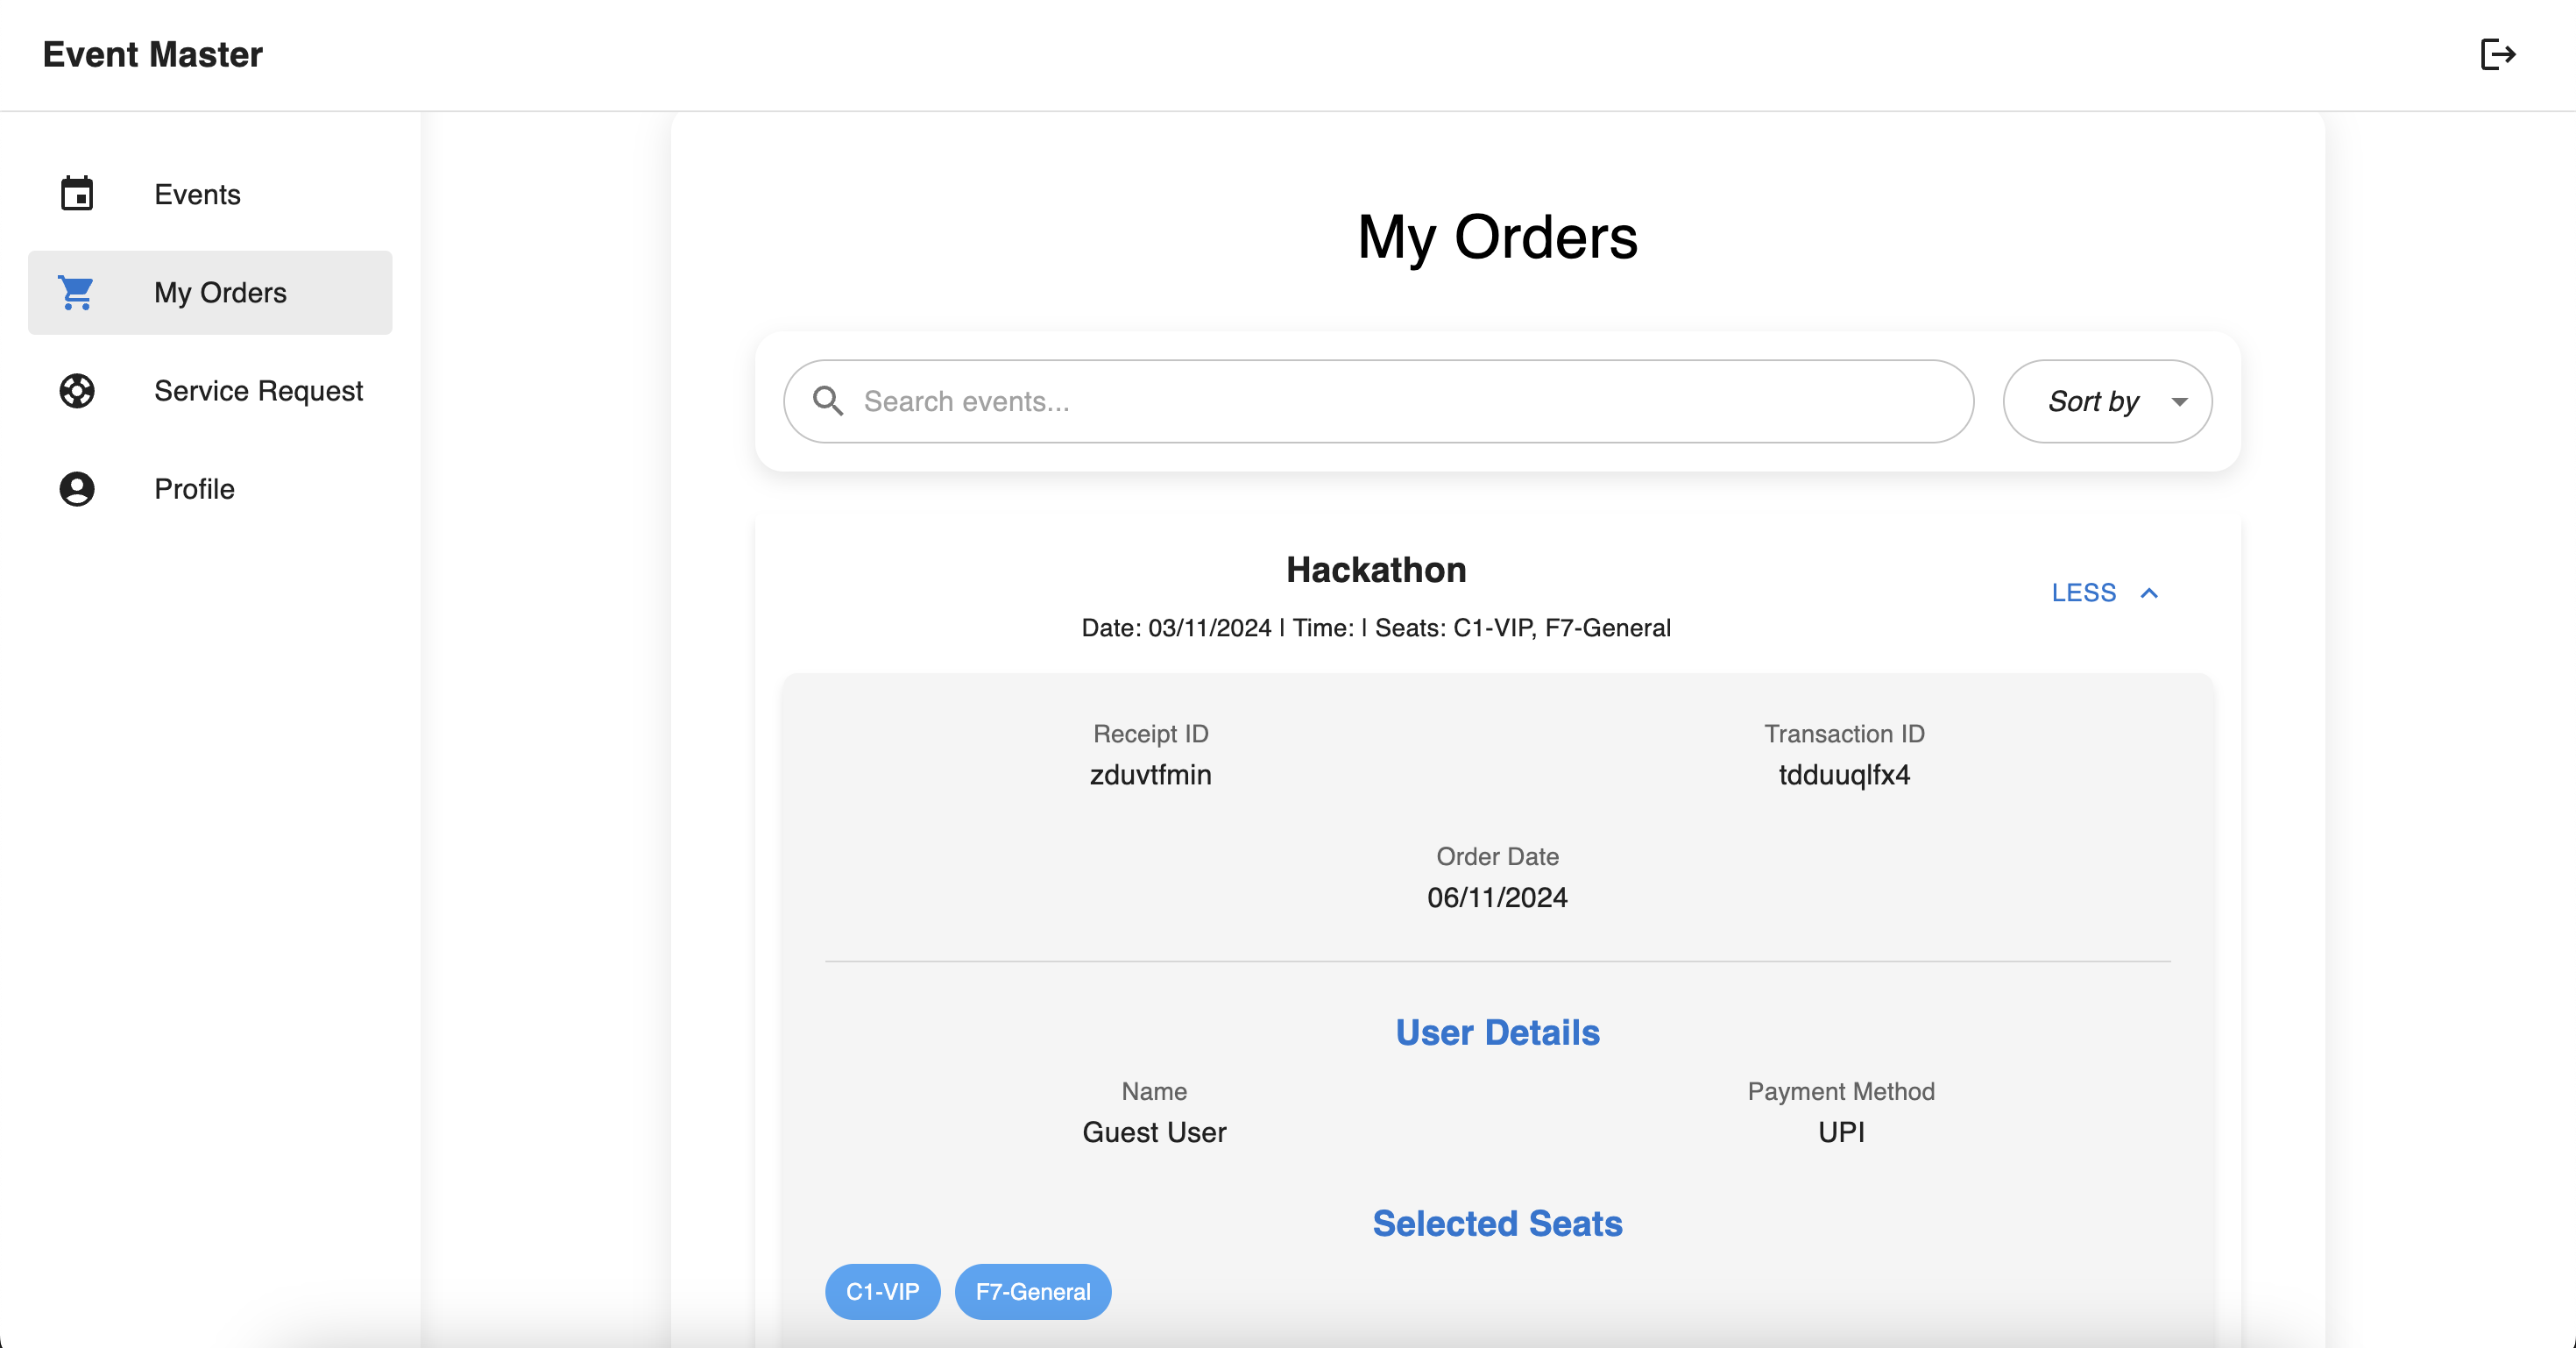 Event Master
Events
My Orders
Service Request
Profile
My Orders
Search events...
Sort by
Hackathon
LESS
Date: 03/11/2024 | Time: | Seats: C1-VIP, F7-General
Receipt ID
zduvtfmin
Transaction ID
tdduuqlfx4
Order Date
06/11/2024
User Details
Name
Guest User
Payment Method
UPI
Selected Seats
C1-VIP
F7-General